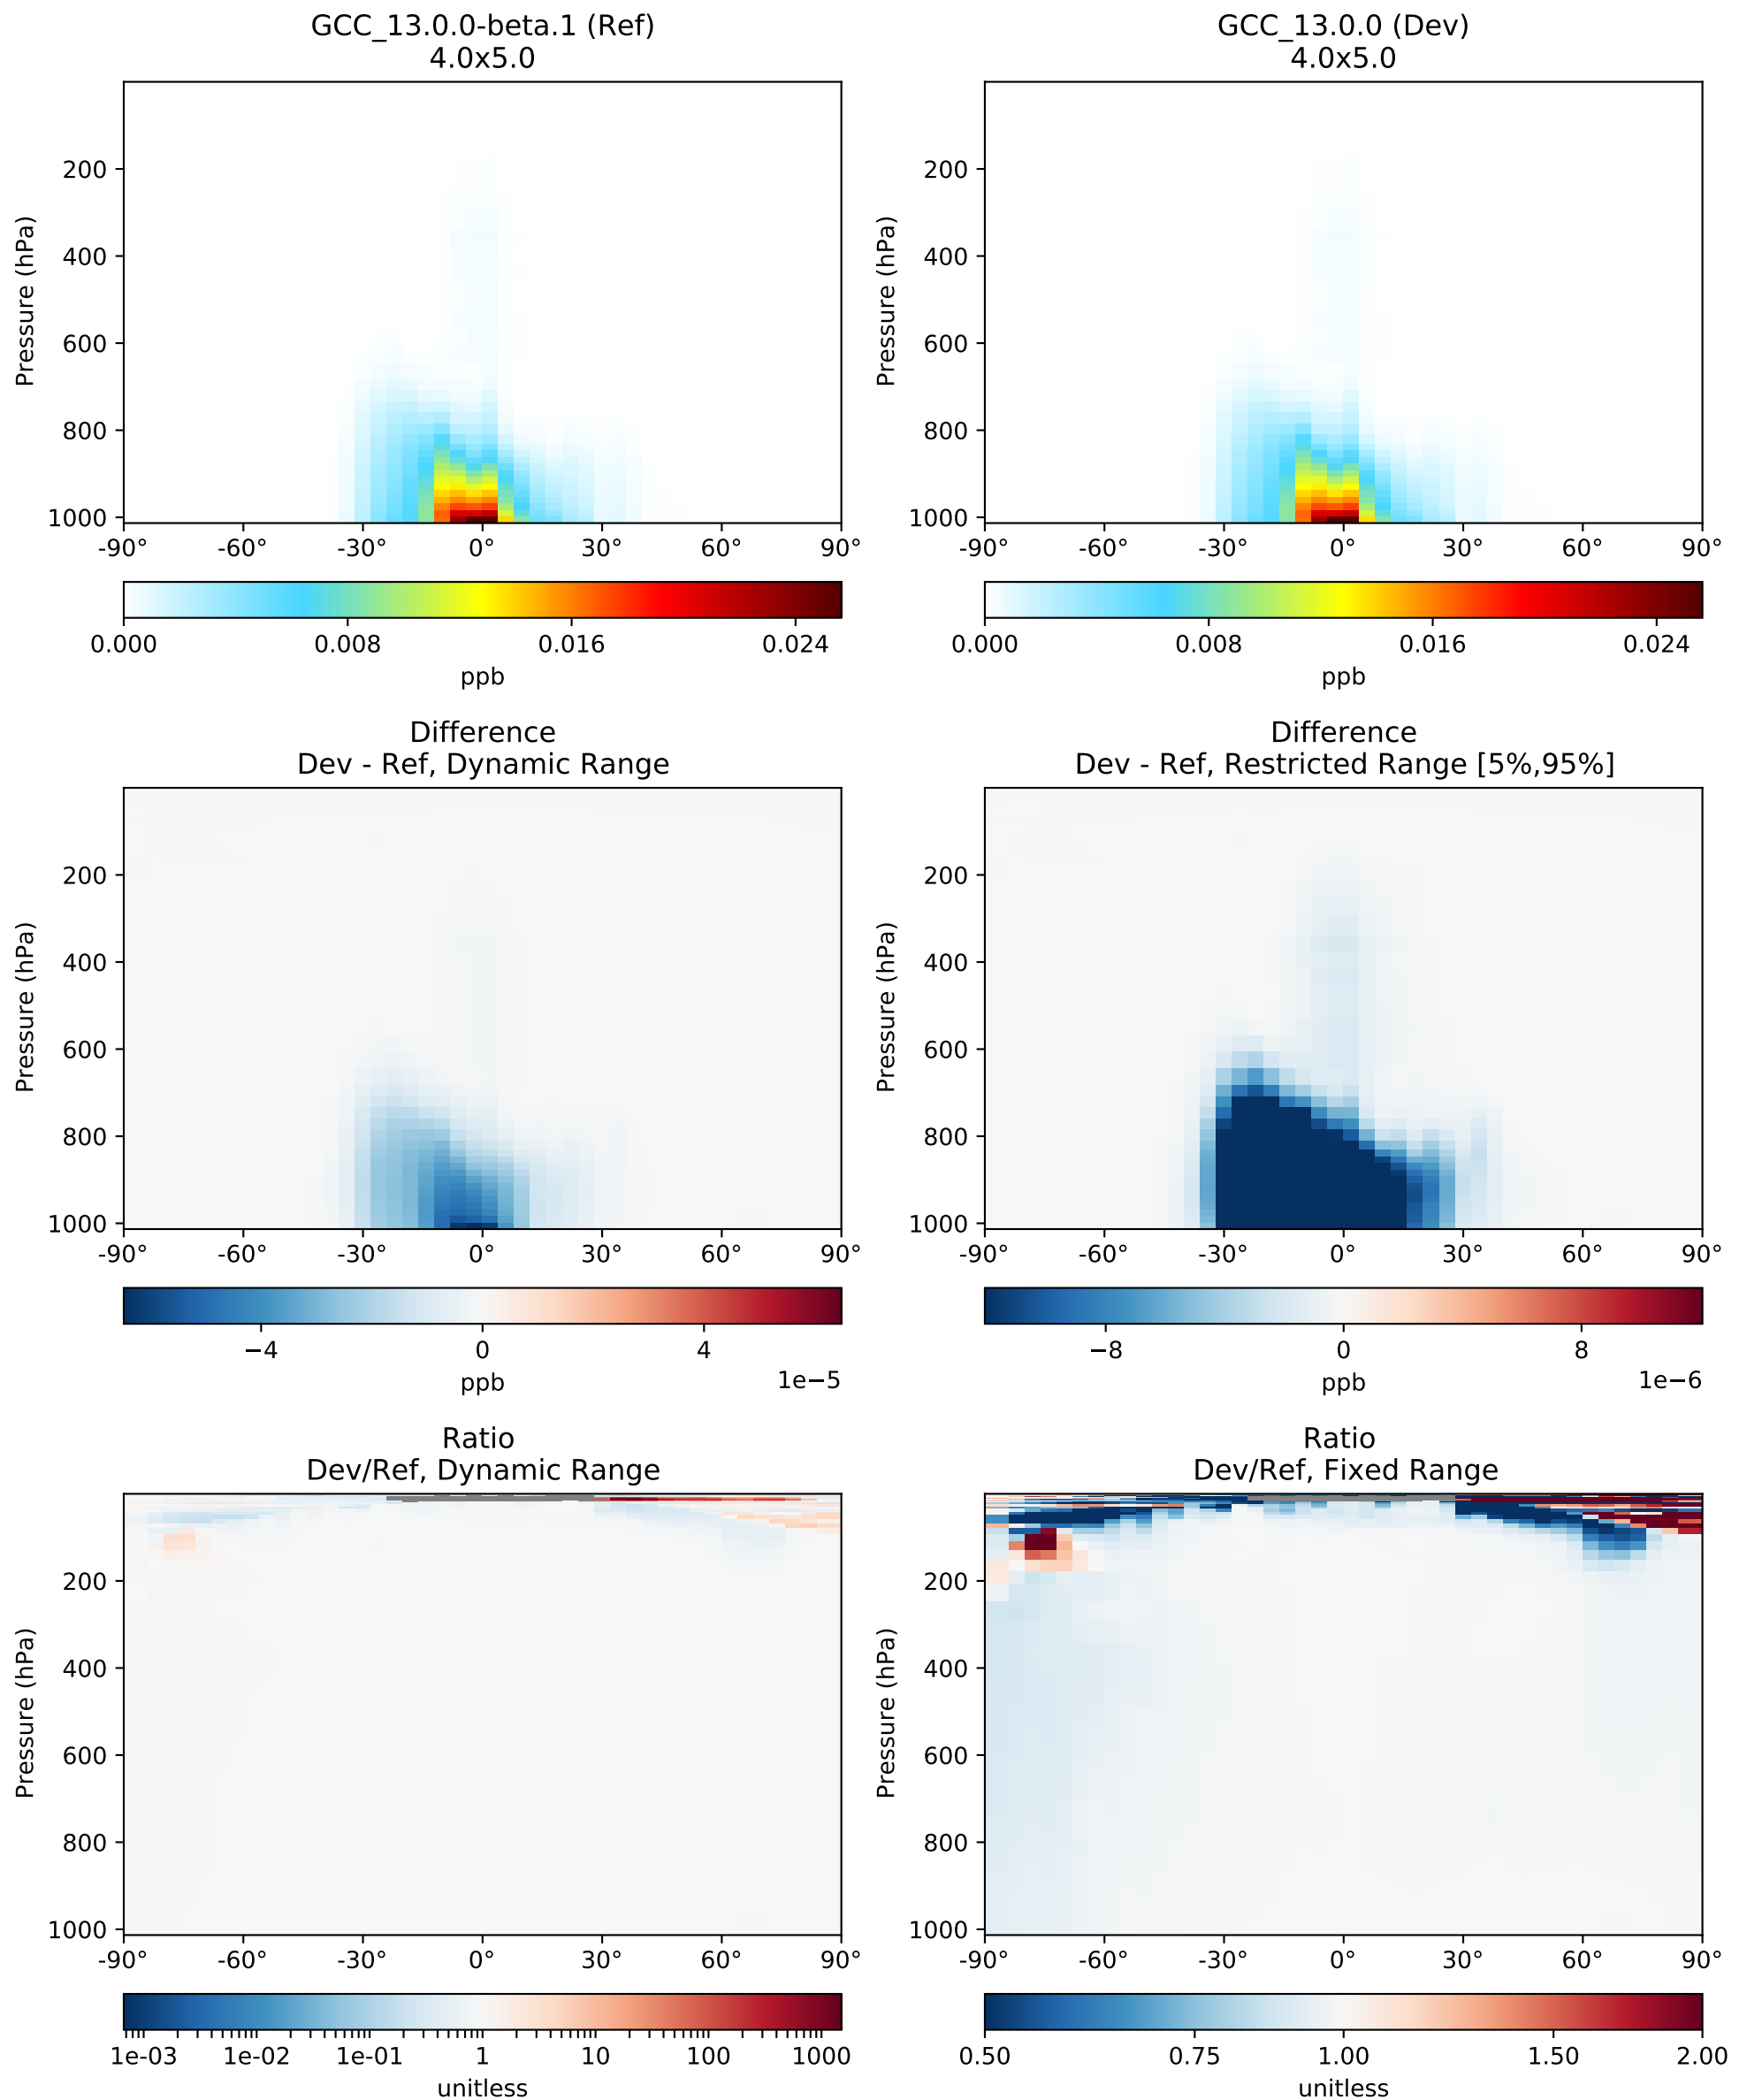 GCC_13.0.0-beta.1 (Ref)
4.0x5.0
GCC_13.0.0 (Dev)
4.0x5.0
Pressure (hPa)
200
400
600
800
1000
-90° -60° -30° 0° 30° 60° 90°
0.000 0.008 0.016 0.024
ppb
Pressure (hPa)
200
400
600
800
1000
-90° -60° -30° 0° 30° 60° 90°
0.000 0.008 0.016 0.024
ppb
Difference
Dev - Ref, Dynamic Range
Pressure (hPa)
200
400
600
800
1000
-90° -60° -30° 0° 30° 60° 90°
−4 0 4
ppb
1e−5
Difference
Dev - Ref, Restricted Range [5%,95%]
Pressure (hPa)
200
400
600
800
1000
-90° -60° -30° 0° 30° 60° 90°
−8 0 8
ppb
1e−6
Ratio
Dev/Ref, Dynamic Range
Pressure (hPa)
200
400
600
800
1000
-90° -60° -30° 0° 30° 60° 90°
1e-03 1e-02 1e-01 1 10 100 1000
unitless
Ratio
Dev/Ref, Fixed Range
Pressure (hPa)
200
400
600
800
1000
-90° -60° -30° 0° 30° 60° 90°
0.50 0.75 1.00 1.50 2.00
unitless